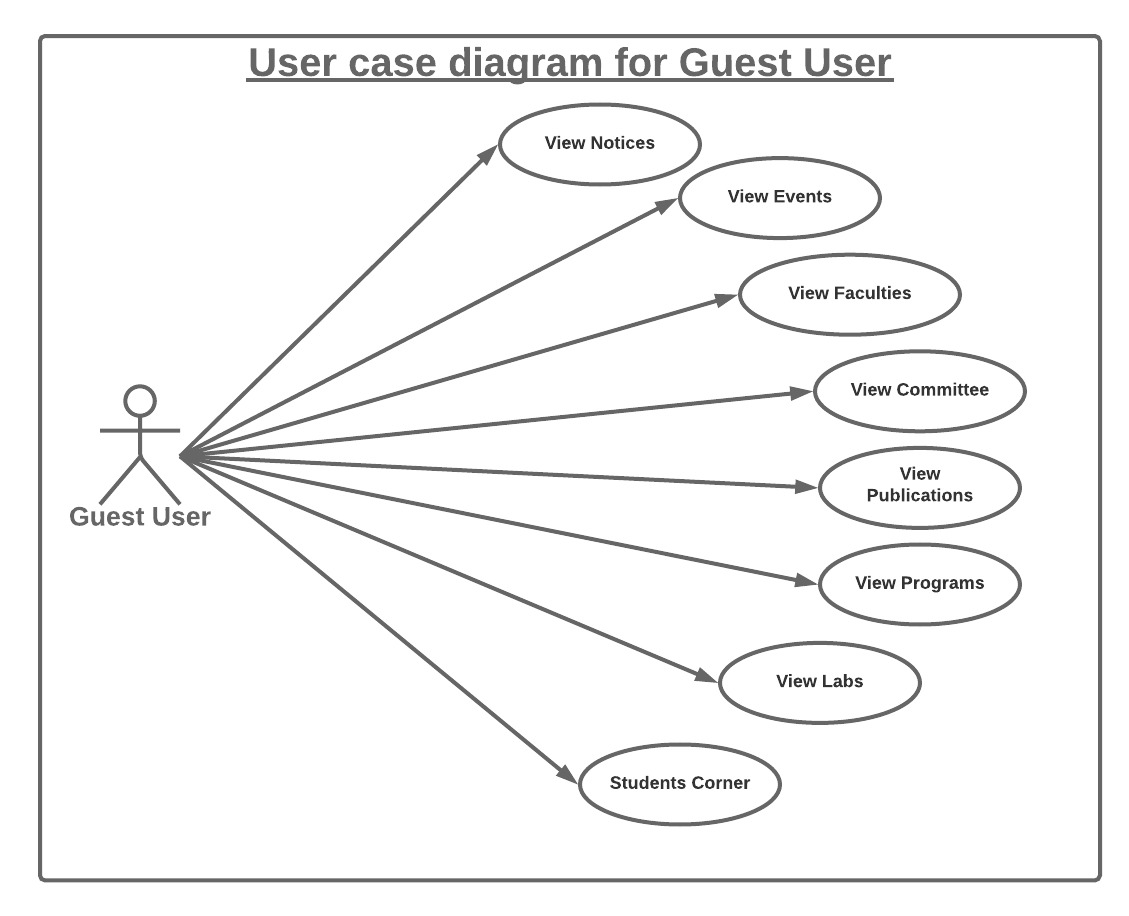 User case diagram for Guest User
View Notices
View Events
View Faculties
View Committee
View
Publications
Guest User
View Programs
View Labs
Students Corner